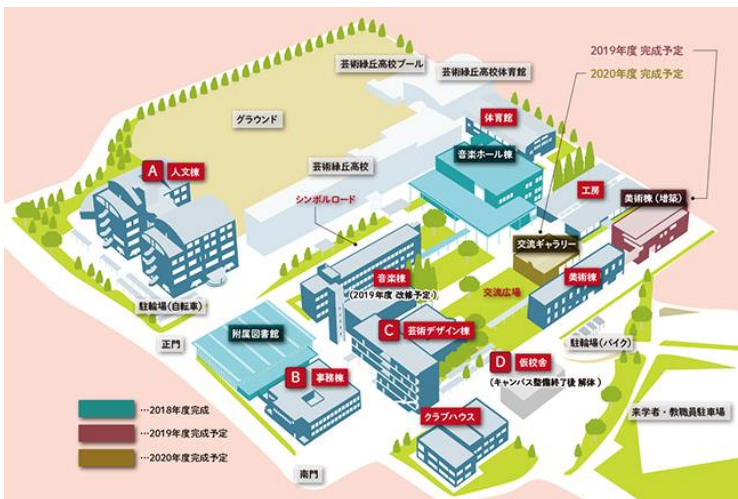 2019年度 完成予定
2020年度 完成予定
芸術緑丘高校プール
芸術緑丘高校体育館
体育館
グラウンド
音楽ホール棟
A 人文棟
芸術緑丘高校
工房
美術棟（増築）
シンボルロード
交流ギャラリー
音楽棟
（2019年度 改修予定）
交流広場
美術棟
駐輪場（自転車）
附属図書館
C 芸術デザイン棟
正門
駐輪場（バイク）
D 仮校舎
（キャンパス整備終了後 解体）
B 事務棟
…2018年度完成
クラブハウス
来学者・教職員駐車場
…2019年度完成予定
…2020年度完成予定
南門